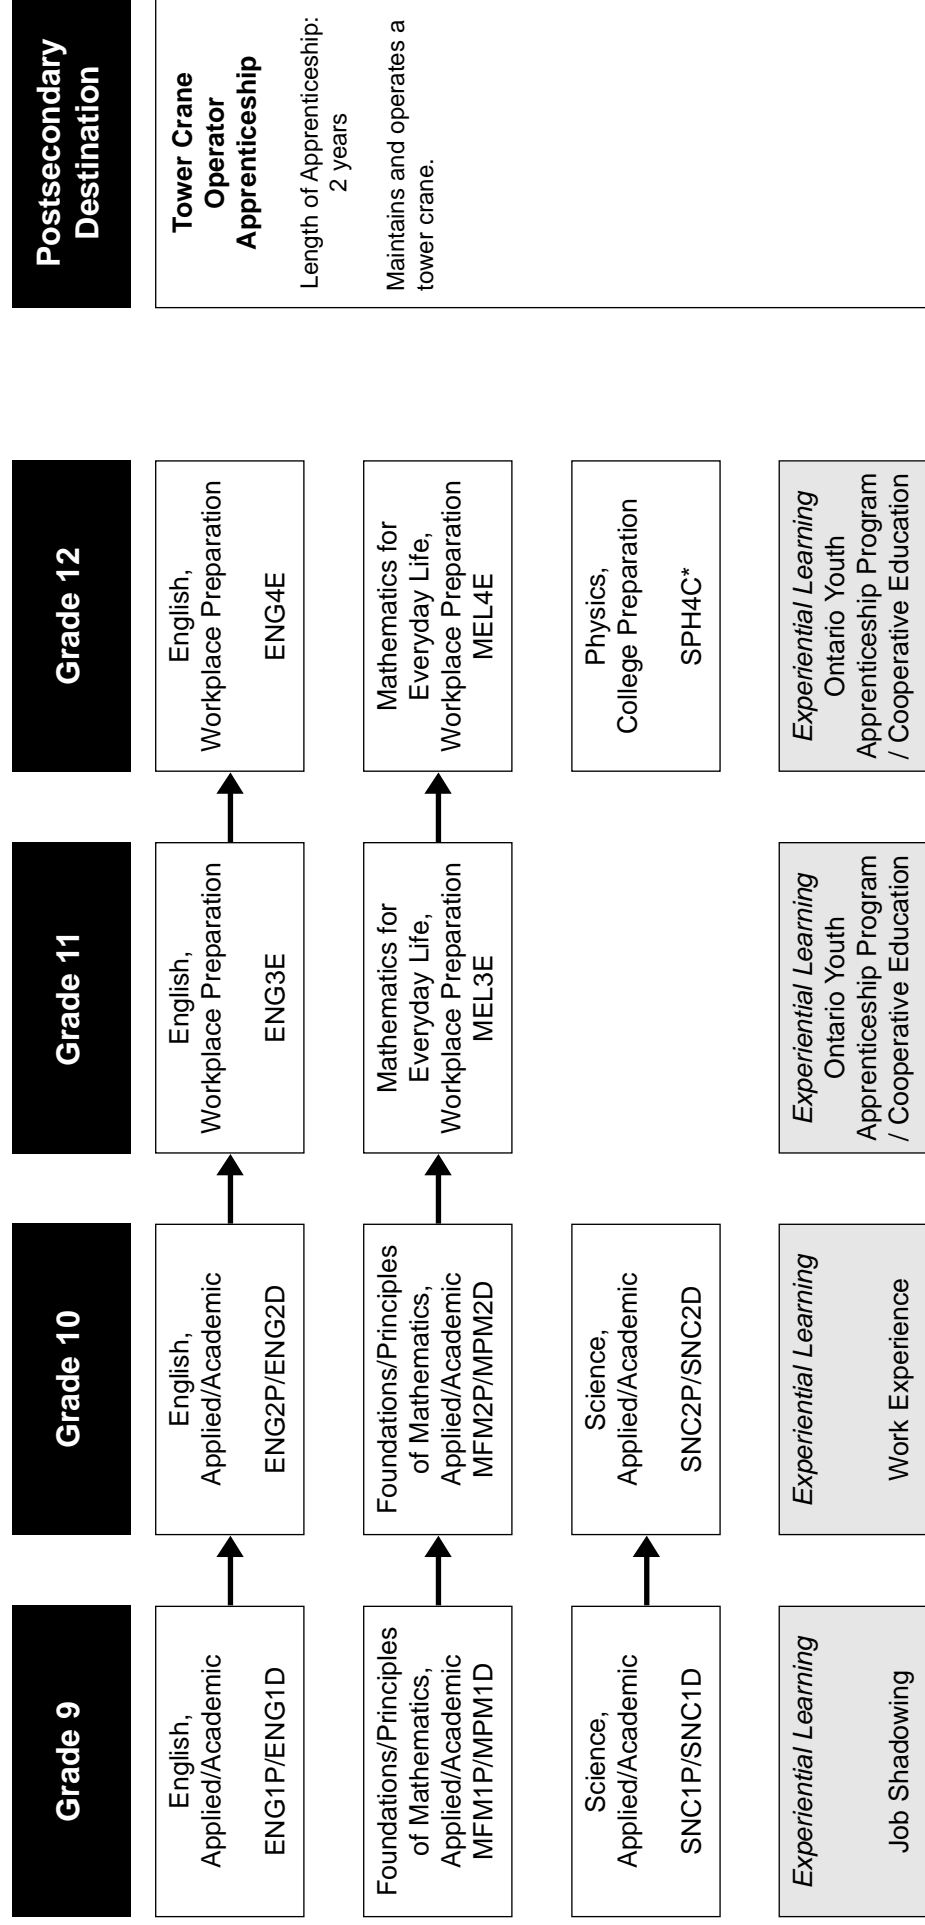 Grade 9
Grade 10
Grade 11
Grade 12
Postsecondary
Destination
English,
Applied/Academic
ENG1P/ENG1D
English,
Applied/Academic
ENG2P/ENG2D
English,
Workplace Preparation
ENG3E
English,
Workplace Preparation
ENG4E
Tower Crane
Operator
Apprenticeship
Length of Apprenticeship:
2 years
Maintains and operates a
tower crane.
Foundations/Principles
of Mathematics,
Applied/Academic
MFM1P/MPM1D
Foundations/Principles
of Mathematics,
Applied/Academic
MFM2P/MPM2D
Mathematics for
Everyday Life,
Workplace Preparation
MEL3E
Mathematics for
Everyday Life,
Workplace Preparation
MEL4E
Science,
Applied/Academic
SNC1P/SNC1D
Science,
Applied/Academic
SNC2P/SNC2D
Physics,
College Preparation
SPH4C*
Experiential Learning
Job Shadowing
Experiential Learning
Work Experience
Experiential Learning
Ontario Youth
Apprenticeship Program
/ Cooperative Education
Experiential Learning
Ontario Youth
Apprenticeship Program
/ Cooperative Education